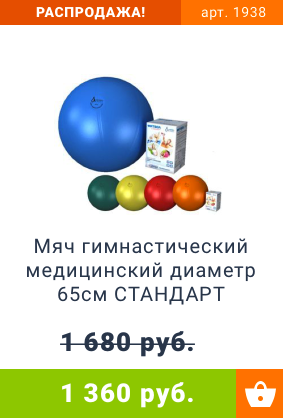 РАСПРОДАЖА! арт. 1938
Мяч гимнастический
медицинский диаметр
65см СТАНДАРТ
1 680 руб.
1 360 руб.